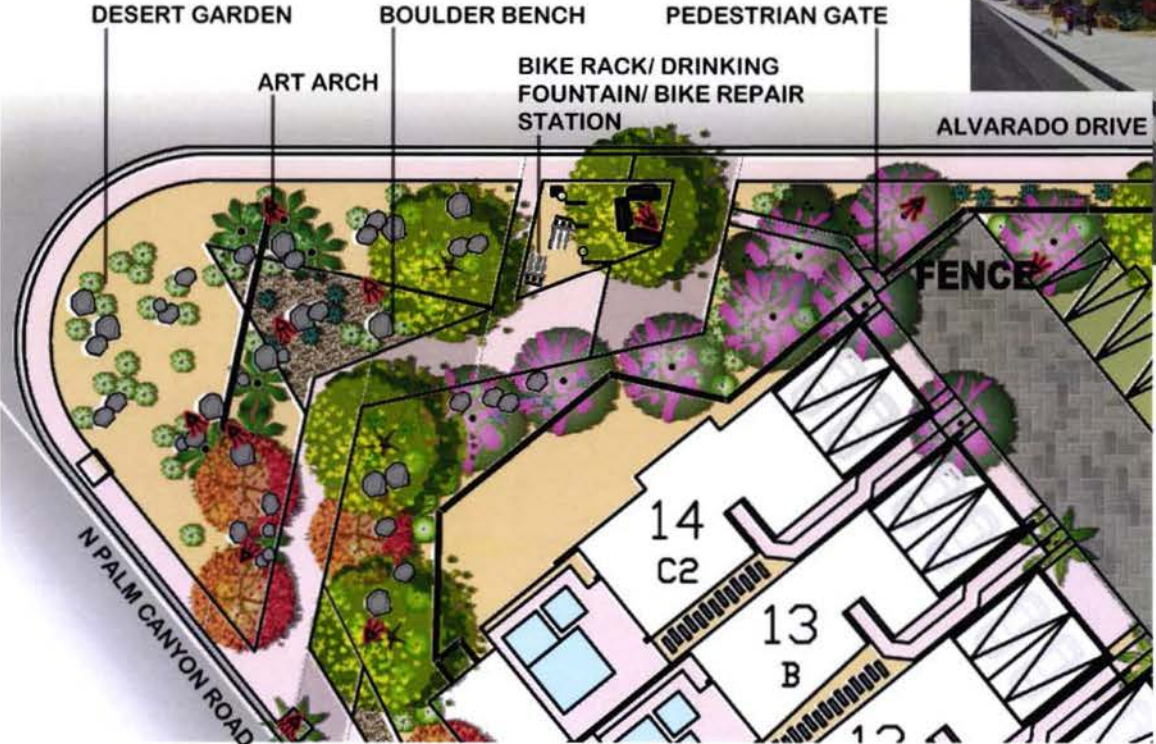 DESERT GARDEN
BOULDER BENCH
PEDESTRIAN GATE
ART ARCH
BIKE RACK/ DRINKING
FOUNTAIN/ BIKE REPAIR
STATION
ALVARADO DRIVE
FENCE
14
C2
13
B
N PALM CANYON ROAD